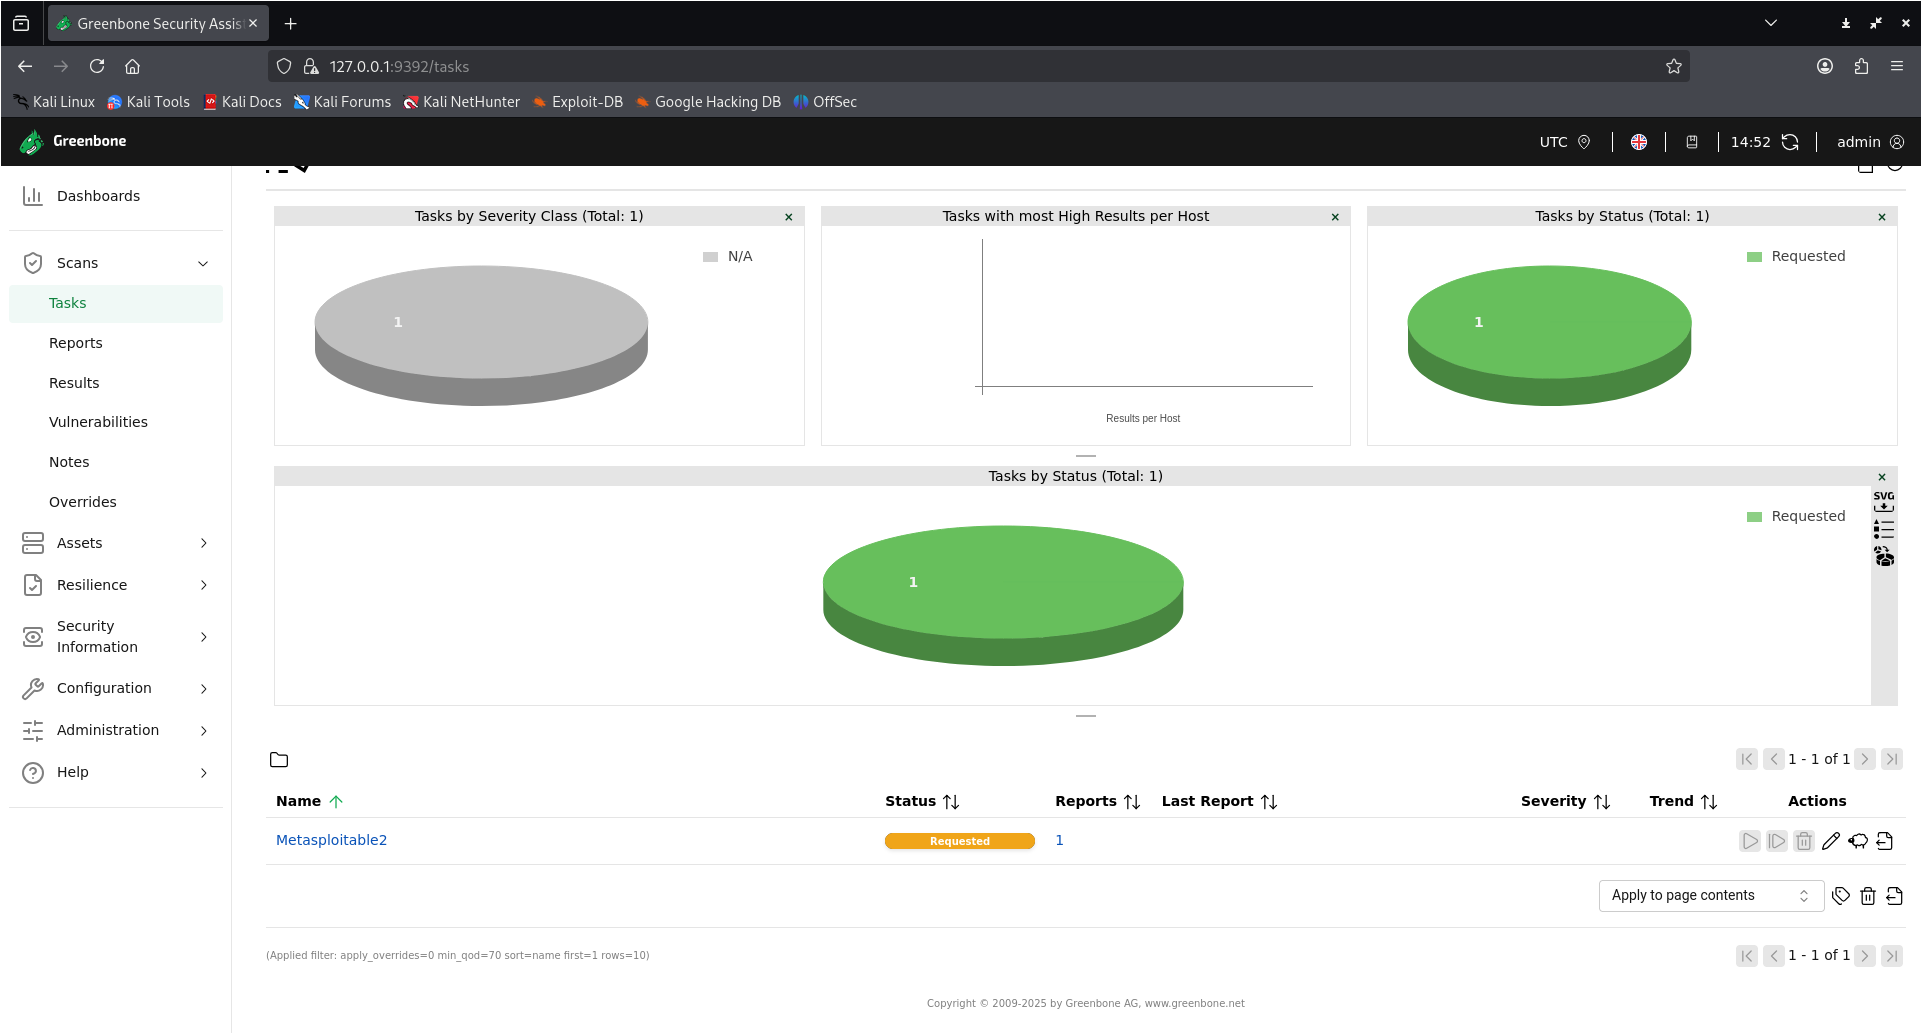 Greenbone Security Assis
127.0.0.1:9392/tasks
Kali Linux Kali Tools Kali Docs Kali Forums Kali NetHunter Exploit-DB Google Hacking DB OffSec
Greenbone
UTC 14:52 admin
Dashboards
Scans
Tasks
Reports
Results
Vulnerabilities
Notes
Overrides
Assets
Resilience
Security
Information
Configuration
Administration
Help
Tasks by Severity Class (Total: 1)
N/A
1
Tasks with most High Results per Host
Results per Host
Tasks by Status (Total: 1)
Requested
1
Tasks by Status (Total: 1)
SVG
Requested
1
1 - 1 of 1
Name Status Reports Last Report Severity Trend Actions
Metasploitable2 Requested 1
Apply to page contents
(Applied filter: apply_overrides=0 min_qod=70 sort=name first=1 rows=10)
1 - 1 of 1
Copyright © 2009-2025 by Greenbone AG, www.greenbone.net